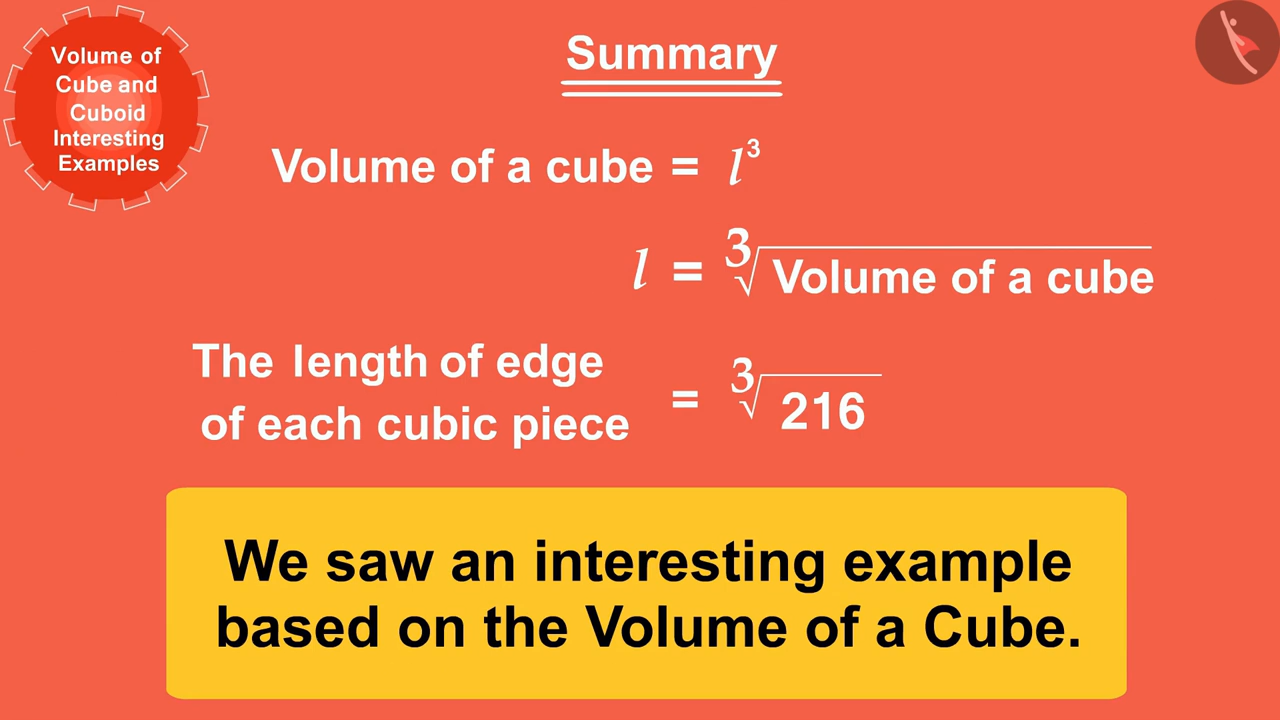 Volume of
Cube and
Cuboid
Interesting
Examples
Summary
Volume of a cube = l³
l = ∛Volume of a cube
The length of edge
of each cubic piece = ∛216
We saw an interesting example
based on the Volume of a Cube.